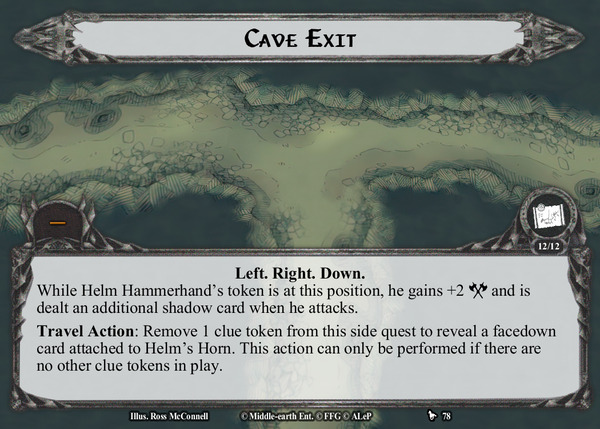 Cave Exit
–
12/12
Left. Right. Down.
While Helm Hammerhand's token is at this position, he gains +2 and is
dealt an additional shadow card when he attacks.
Travel Action: Remove 1 clue token from this side quest to reveal a facedown
card attached to Helm's Horn. This action can only be performed if there are
no other clue tokens in play.
Illus. Ross McConnell © Middle-earth Ent. © FFG © ALeP 78